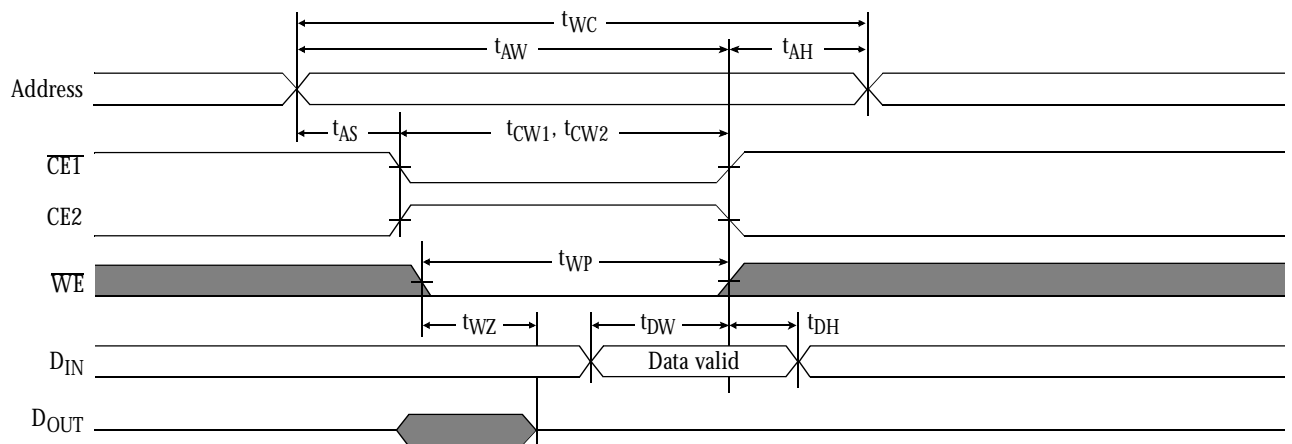 tWC
tAW tAH
Address
tAS tCW1, tCW2
CE1
CE2
tWP
WE
tWZ tDW tDH
DIN Data valid
DOUT